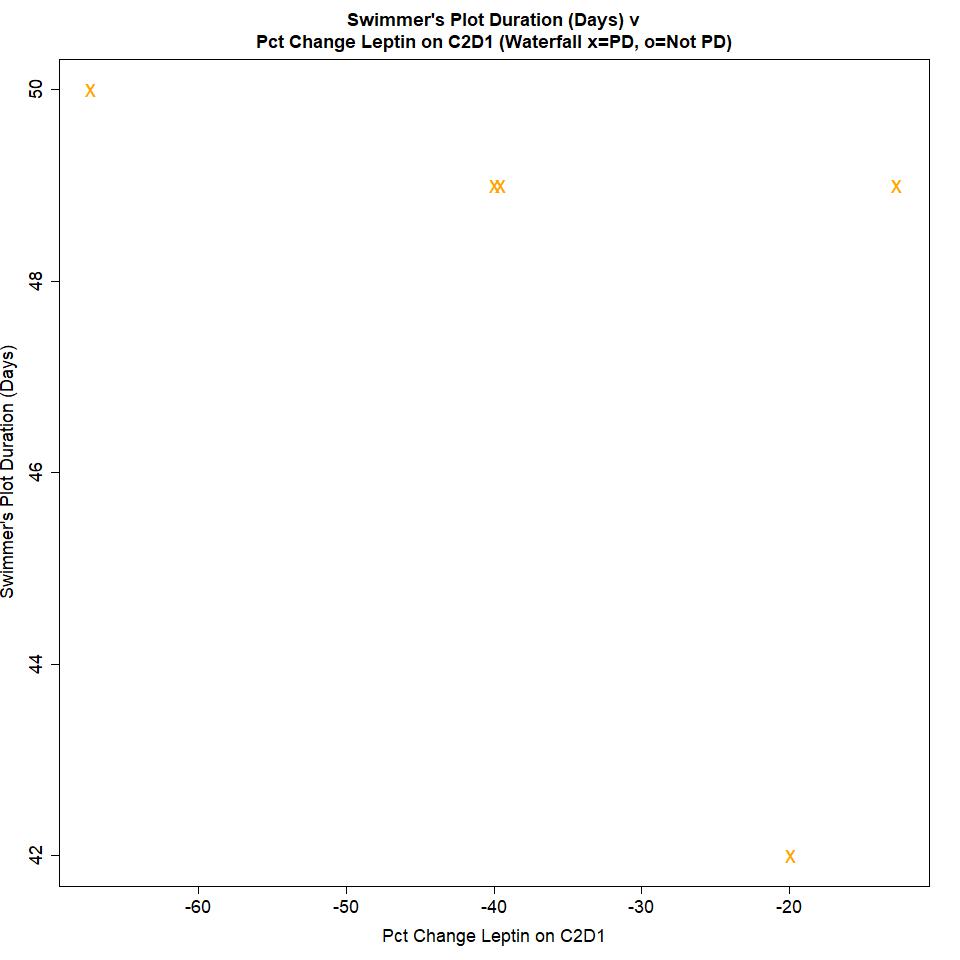 Swimmer's Plot Duration (Days) v
Pct Change Leptin on C2D1 (Waterfall x=PD, o=Not PD)
50
X
XX
X
48
Swimmer's Plot Duration (Days)
46
44
42
X
-60
-50
-40
-30
-20
Pct Change Leptin on C2D1